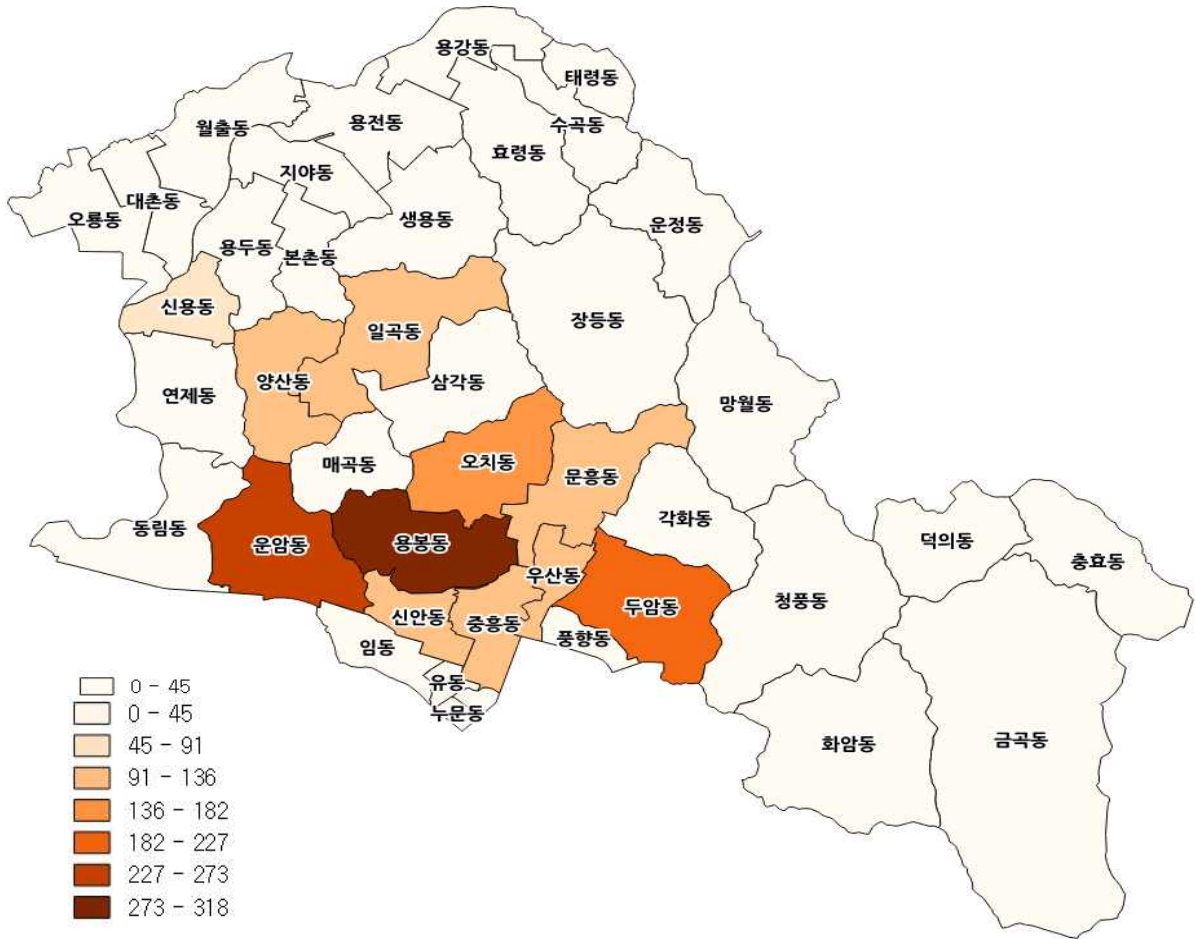 용강동
태령동
월출동
용전동
수곡동
효령동
지야동
대촌동
오룡동
생용동
운정동
용두동
본촌동
신용동
일곡동
장등동
양산동
삼각동
연제동
망월동
매곡동
오치동
문흥동
각화동
동림동
운암동
용봉동
덕의동
충효동
우산동
청풍동
두암동
신안동
중흥동
풍향동
임동
유동
누문동
화암동
금곡동
0 - 45
0 - 45
45 - 91
91 - 136
136 - 182
182 - 227
227 - 273
273 - 318